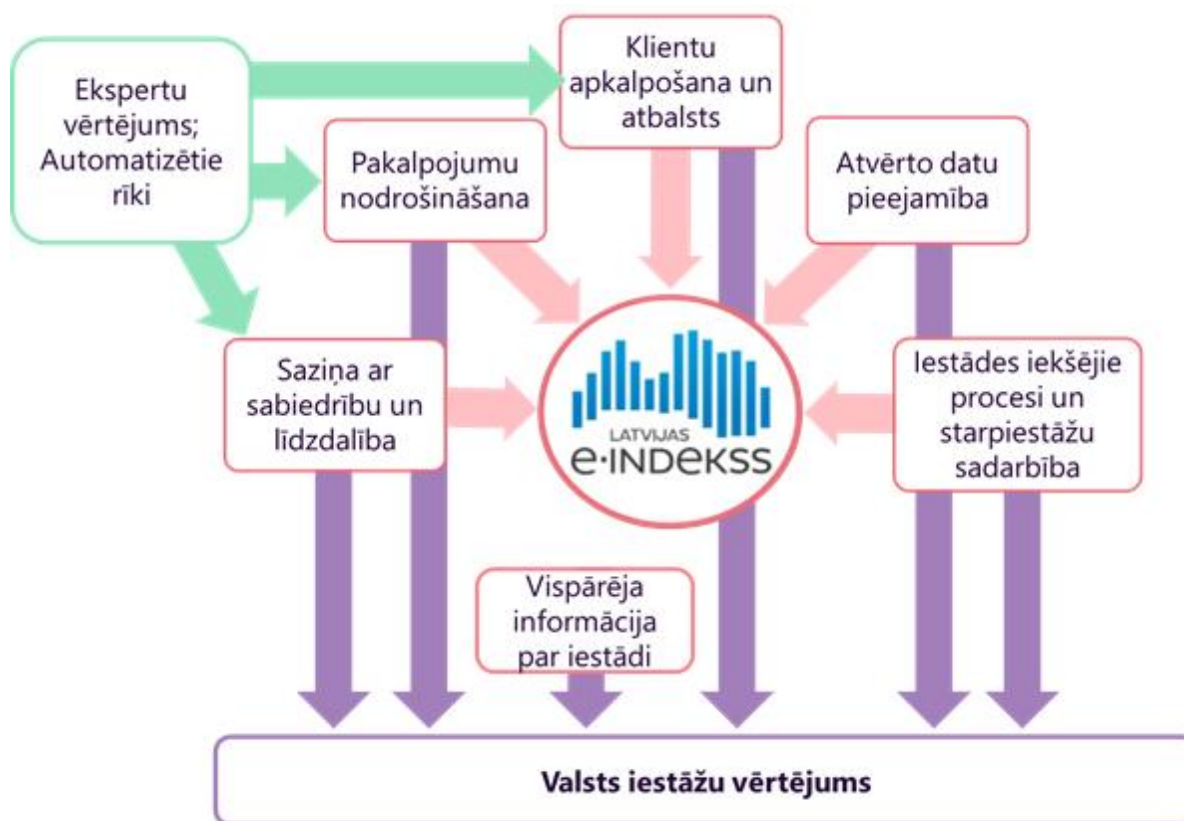 Ekspertu
vērtējums;
Automatizētie
rīki
Klientu
apkalpošana un
atbalsts
Pakalpojumu
nodrošināšana
Atvērto datu
pieejamība
Saziņa ar
sabiedrību un
līdzdalība
LATVIJAS
e·INDEKSS
Iestādes iekšējie
procesi un
starpiestāžu
sadarbība
Vispārēja
informācija
par iestādi
Valsts iestāžu vērtējums